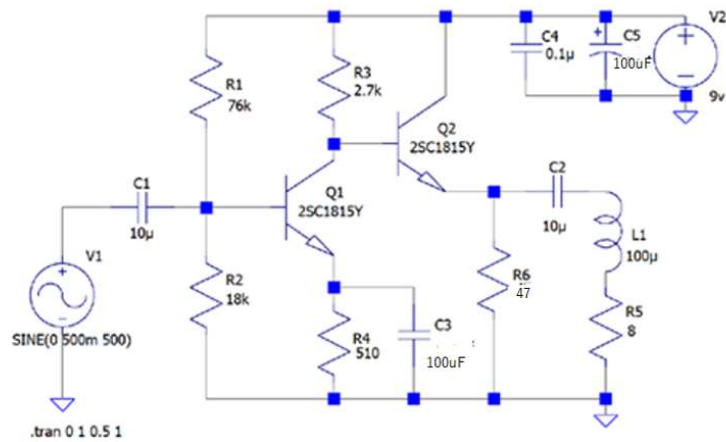 V2
9v
C4
0.1µ
C5
100uF
R1
76k
R3
2.7k
Q2
2SC1815Y
C1
10µ
Q1
2SC1815Y
C2
10µ
L1
100µ
V1
SINE(0 500m 500)
R2
18k
R4
510
C3
100uF
R6
47
R5
8
.tran 0 1 0.5 1